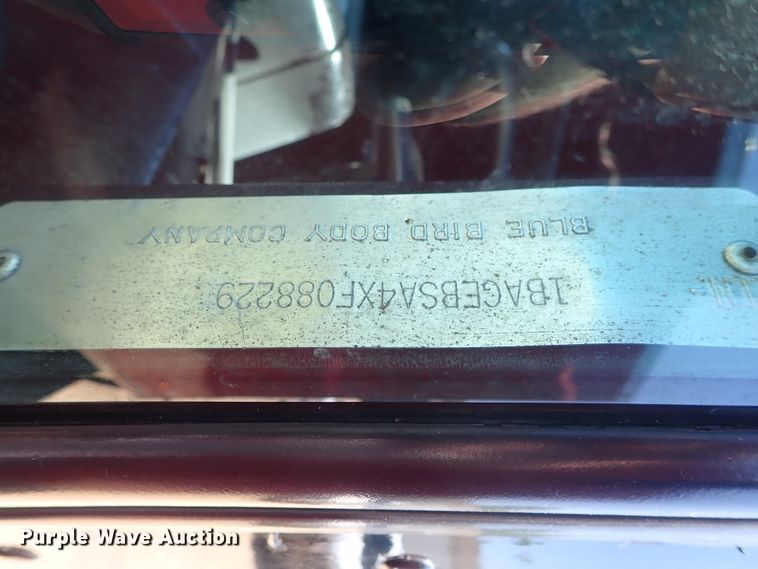 BLUE BIRD BODY COMPANY
1BAGEBSA4XF088229
Purple Wave Auction